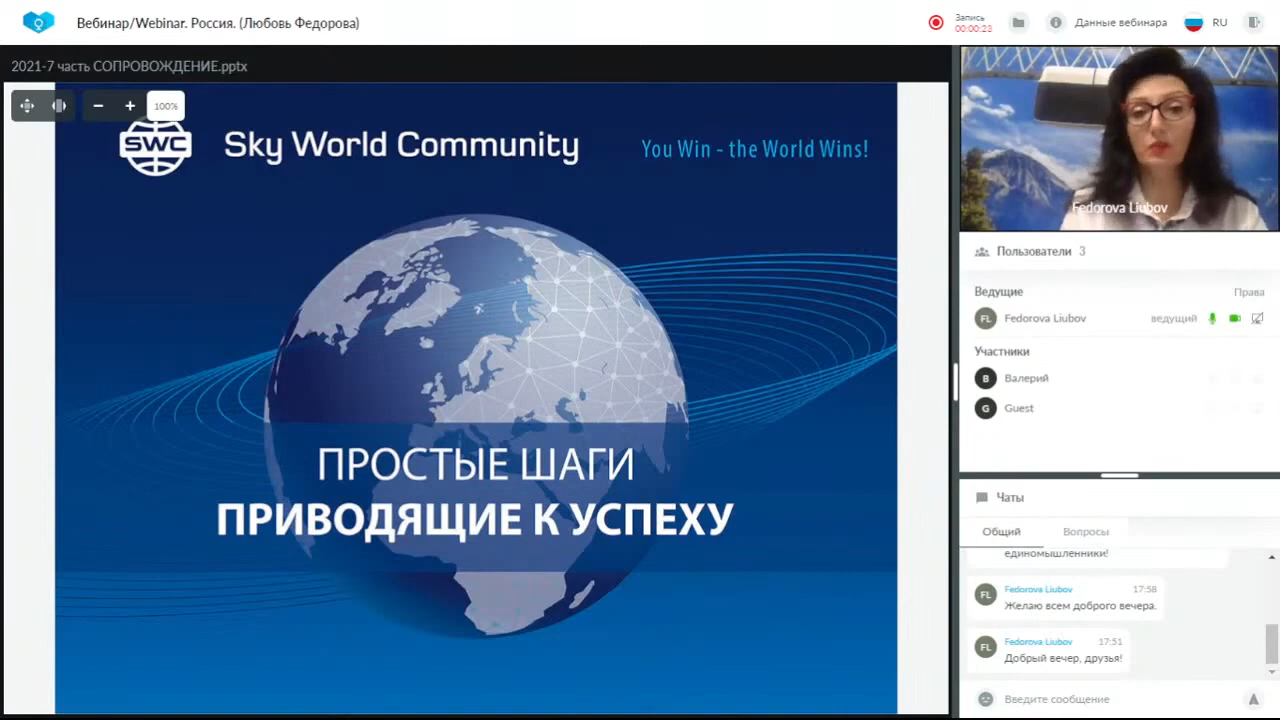 Вебинар/Webinar. Россия. (Любовь Федорова)
Запись
00:00:23
Данные вебинара
RU
2021-7 часть СОПРОВОЖДЕНИЕ.pptx
100%
SWC
Sky World Community
You Win - the World Wins!
ПРОСТЫЕ ШАГИ
ПРИВОДЯЩИЕ К УСПЕХУ
Fedorova Liubov
Пользователи 3
Ведущие Права
FL Fedorova Liubov ведущий
Участники
В Валерий
G Guest
Чаты
Общий Вопросы
единомышленники!
FL Fedorova Liubov 17:58
Желаю всем доброго вечера.
FL Fedorova Liubov 17:51
Добрый вечер, друзья!
Введите сообщение